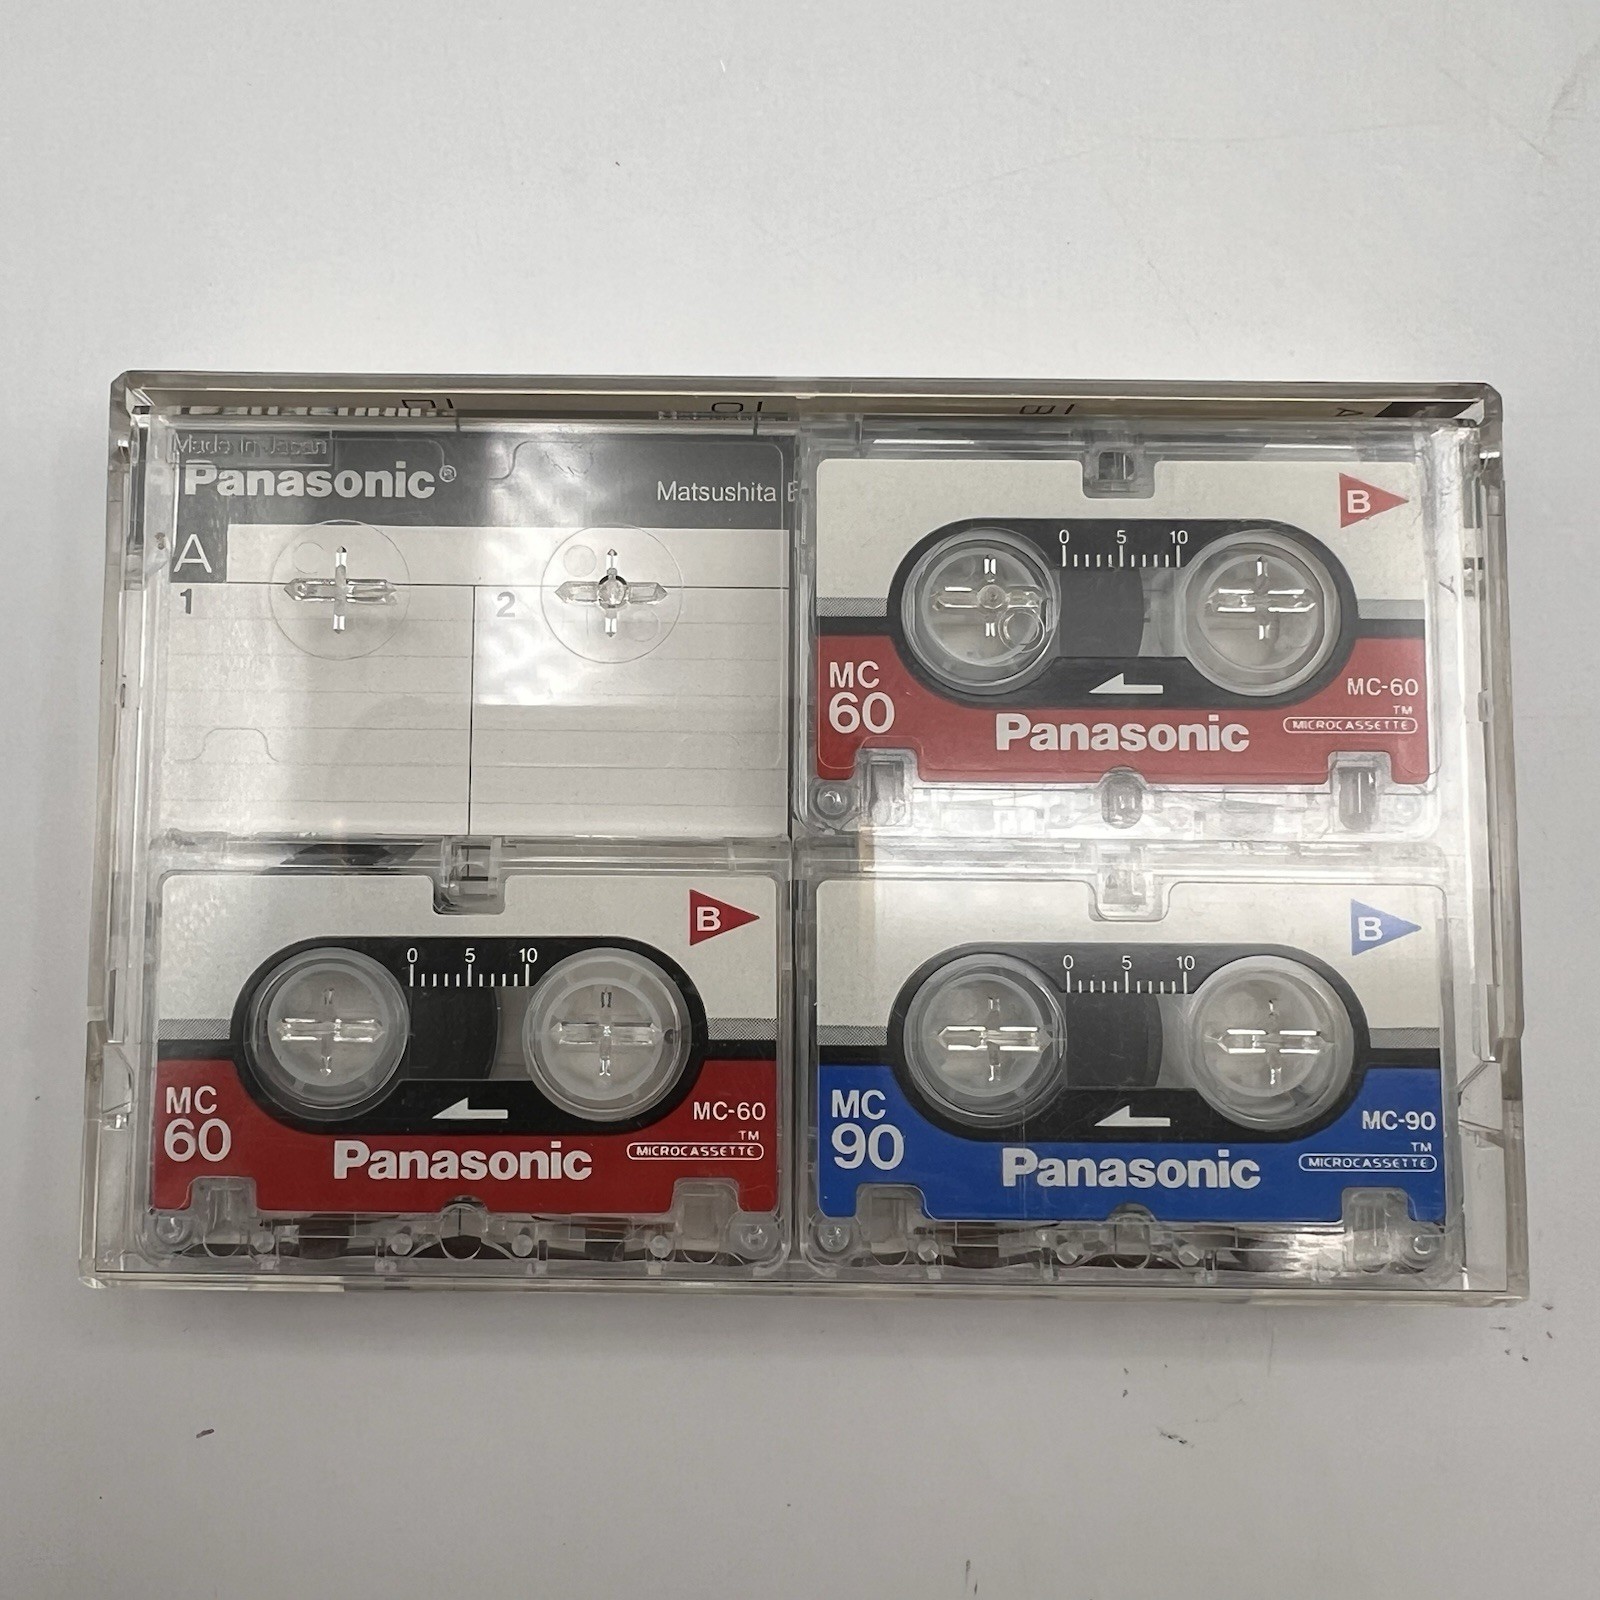 Made in Japan
Panasonic®
Matsushita
A
1
2
B
0 5 10
MC
60
MC-60
TM
MICROCASSETTE
Panasonic
B
0 5 10
MC
60
MC-60
TM
MICROCASSETTE
Panasonic
B
0 5 10
MC
90
MC-90
TM
MICROCASSETTE
Panasonic